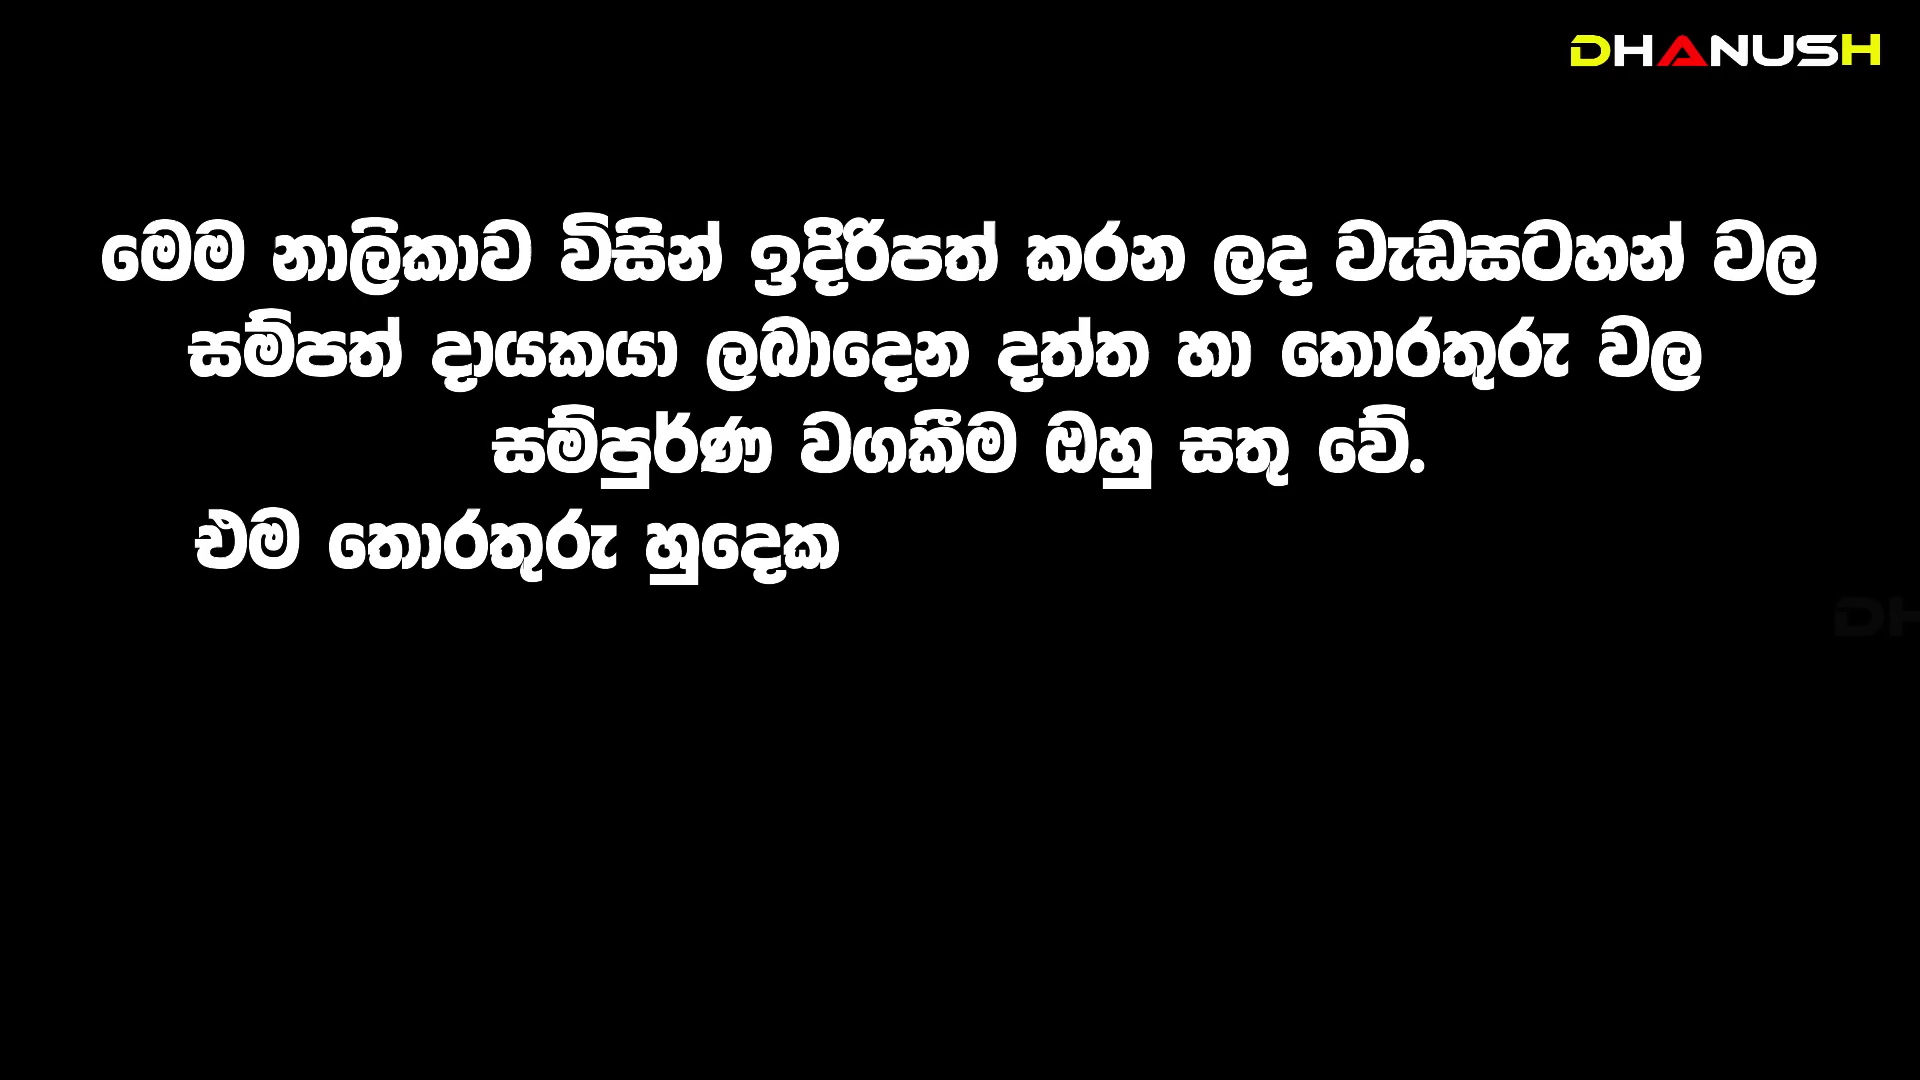 DHANUSH
මෙම නාලිකාව විසින් ඉදිරිපත් කරන ලද වැඩසටහන් වල
සම්පත් දායකයා ලබාදෙන දත්ත හා තොරතුරු වල
සම්පුර්ණ වගකීම ඔහු සතු වේ.
එම තොරතුරු හුදෙක
DH